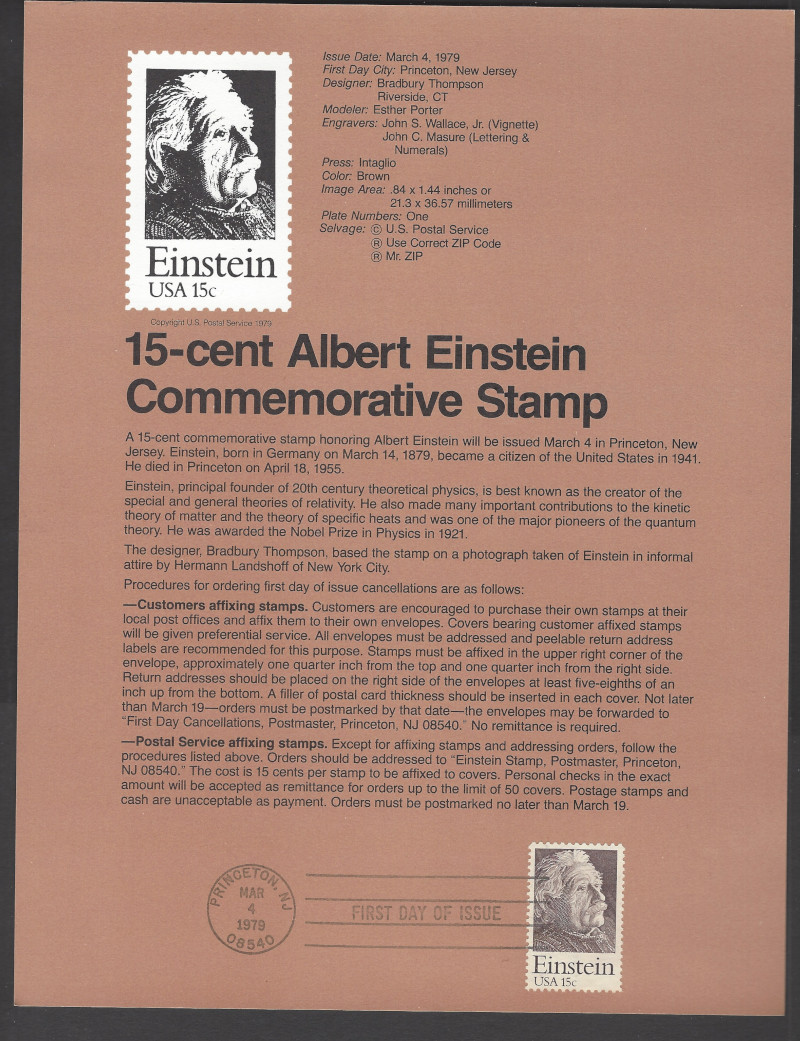 Einstein
USA 15c
Copyright U.S. Postal Service 1979
Issue Date: March 4, 1979
First Day City: Princeton, New Jersey
Designer: Bradbury Thompson
Riverside, CT
Modeler: Esther Porter
Engravers: John S. Wallace, Jr. (Vignette)
John C. Masure (Lettering &
Numerals)
Press: Intaglio
Color: Brown
Image Area: .84 x 1.44 inches or
21.3 x 36.57 millimeters
Plate Numbers: One
Selvage: Ⓒ U.S. Postal Service
Ⓡ Use Correct ZIP Code
Ⓡ Mr. ZIP
15-cent Albert Einstein
Commemorative Stamp
A 15-cent commemorative stamp honoring Albert Einstein will be issued March 4 in Princeton, New
Jersey. Einstein, born in Germany on March 14, 1879, became a citizen of the United States in 1941.
He died in Princeton on April 18, 1955.
Einstein, principal founder of 20th century theoretical physics, is best known as the creator of the
special and general theories of relativity. He also made many important contributions to the kinetic
theory of matter and the theory of specific heats and was one of the major pioneers of the quantum
theory. He was awarded the Nobel Prize in Physics in 1921.
The designer, Bradbury Thompson, based the stamp on a photograph taken of Einstein in informal
attire by Hermann Landshoff of New York City.
Procedures for ordering first day of issue cancellations are as follows:
—Customers affixing stamps. Customers are encouraged to purchase their own stamps at their
local post offices and affix them to their own envelopes. Covers bearing customer affixed stamps
will be given preferential service. All envelopes must be addressed and peelable return address
labels are recommended for this purpose. Stamps must be affixed in the upper right corner of the
envelope, approximately one quarter inch from the top and one quarter inch from the right side.
Return addresses should be placed on the right side of the envelopes at least five-eighths of an
inch up from the bottom. A filler of postal card thickness should be inserted in each cover. Not later
than March 19—orders must be postmarked by that date—the envelopes may be forwarded to
“First Day Cancellations, Postmaster, Princeton, NJ 08540.” No remittance is required.
—Postal Service affixing stamps. Except for affixing stamps and addressing orders, follow the
procedures listed above. Orders should be addressed to “Einstein Stamp, Postmaster, Princeton,
NJ 08540.” The cost is 15 cents per stamp to be affixed to covers. Personal checks in the exact
amount will be accepted as remittance for orders up to the limit of 50 covers. Postage stamps and
cash are unacceptable as payment. Orders must be postmarked no later than March 19.
PRINCETON, NJ
MAR
4
1979
08540
FIRST DAY OF ISSUE
Einstein
USA 15c